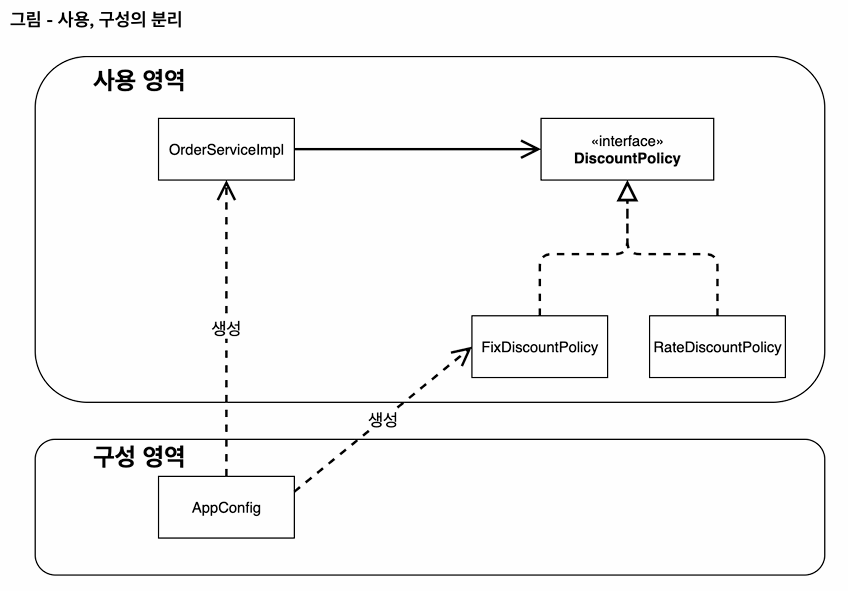 그림 - 사용, 구성의 분리
사용 영역
OrderServiceImpl
«interface»
DiscountPolicy
생성
FixDiscountPolicy
RateDiscountPolicy
생성
구성 영역
AppConfig